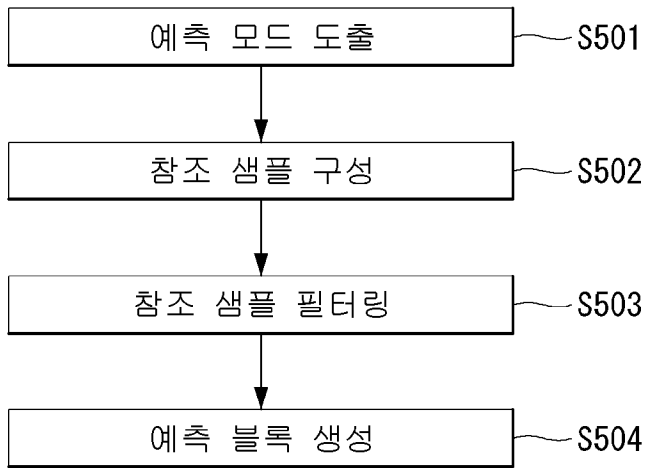 예측 모드 도출 S501
참조 샘플 구성 S502
참조 샘플 필터링 S503
예측 블록 생성 S504